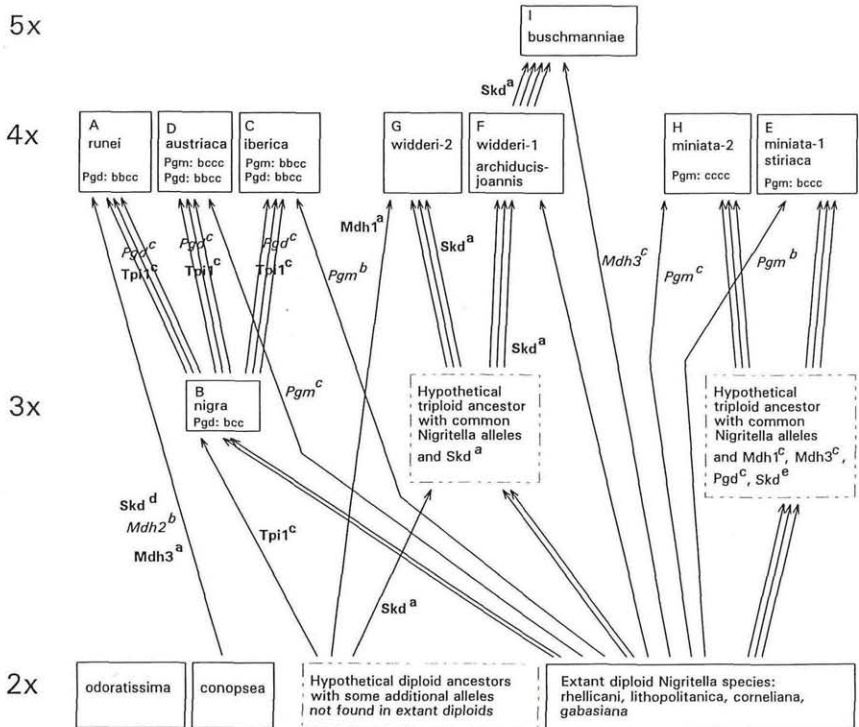 5x
I
buschmanniae
Skd^a
4x
A
runei
Pgd: bbcc
D
austriaca
Pgm: bccc
Pgd: bbcc
C
iberica
Pgm: bbcc
Pgd: bbcc
G
widderi-2
F
widderi-1
archiducis-
joannis
H
miniata-2
Pgm: cccc
E
miniata-1
stiriaca
Pgm: bccc
Pgd^c
Tpi1^c
Pgd^c
Tpi1^c
Pgd^c
Tpi1^c
Pgm^b
Mdh1^a
Skd^a
Mdh3^c
Pgm^c
Pgm^b
Skd^a
3x
B
nigra
Pgd: bcc
Pgm^c
Hypothetical
triploid ancestor
with common
Nigritella alleles
and Skd^a
Hypothetical
triploid ancestor
with common
Nigritella alleles
and Mdh1^c, Mdh3^c,
Pgd^c, Skd^e
Skd^d
Mdh2^b
Mdh3^a
Tpi1^c
Skd^a
2x
odoratissima
conopsea
Hypothetical diploid ancestors
with some additional alleles
not found in extant diploids
Extant diploid Nigritella species:
rhellicani, lithopolitanica, corneliana,
gabasiana